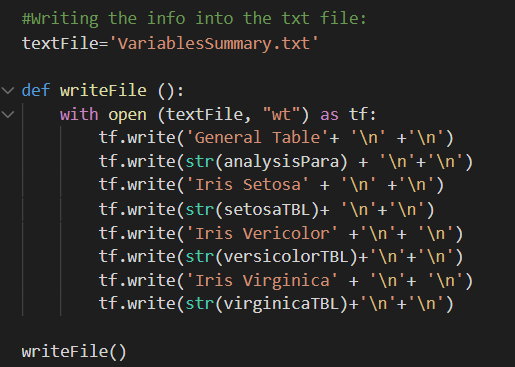 #Writing the info into the txt file:
textFile='VariablesSummary.txt'
def writeFile ():
with open (textFile, "wt") as tf:
tf.write('General Table'+ '\n' +'\n')
tf.write(str(analysisPara) + '\n'+'\n')
tf.write('Iris Setosa' + '\n' +'\n')
tf.write(str(setosaTBL)+ '\n'+'\n')
tf.write('Iris Vericolor' +'\n'+ '\n')
tf.write(str(versicolorTBL)+'\n'+'\n')
tf.write('Iris Virginica' + '\n'+ '\n')
tf.write(str(virginicaTBL)+'\n'+'\n')
writeFile()